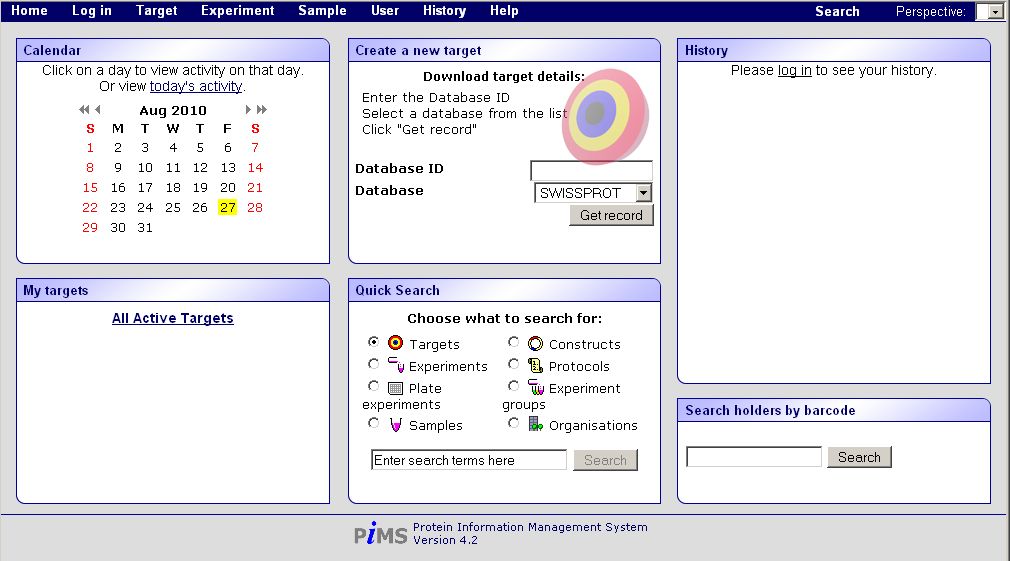 Home Log in Target Experiment Sample User History Help Search Perspective:
Calendar
Click on a day to view activity on that day.
Or view today's activity.
Aug 2010
S M T W T F S
1 2 3 4 5 6 7
8 9 10 11 12 13 14
15 16 17 18 19 20 21
22 23 24 25 26 27 28
29 30 31
Create a new target
Download target details:
Enter the Database ID
Select a database from the list
Click "Get record"
Database ID
Database SWISSPROT
Get record
History
Please log in to see your history.
My targets
All Active Targets
Quick Search
Choose what to search for:
Targets Constructs
Experiments Protocols
Plate Experiment
experiments groups
Samples Organisations
Enter search terms here Search
Search holders by barcode
Search
PiMS Protein Information Management System
Version 4.2